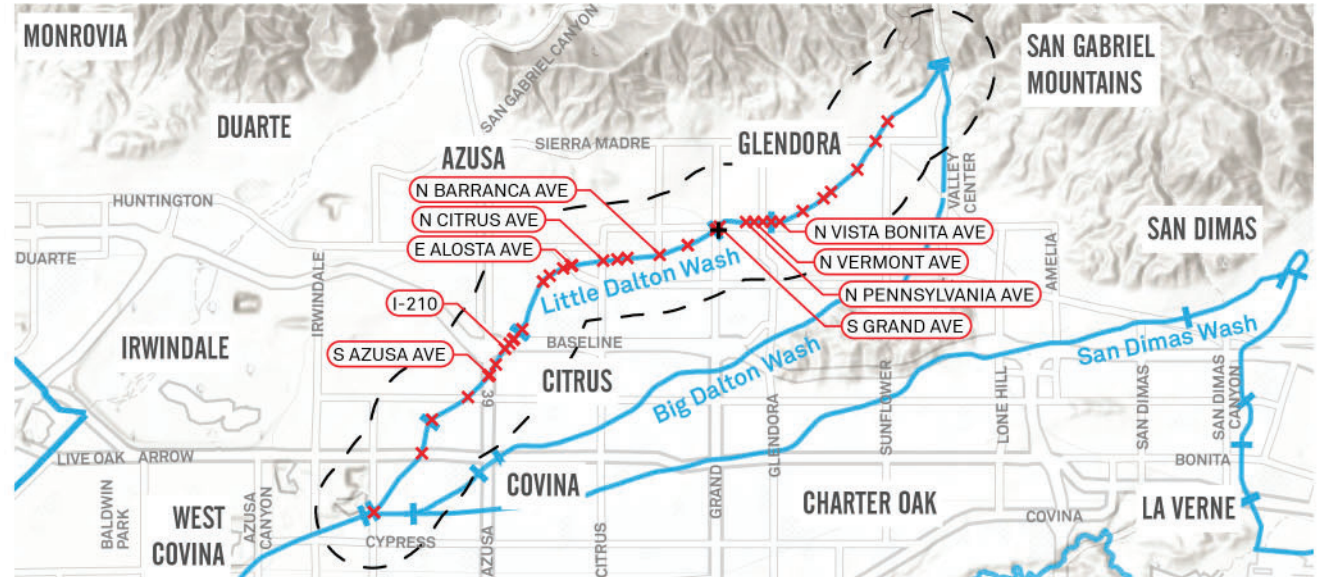 MONROVIA
SAN GABRIEL
MOUNTAINS
SAN GABRIEL CANYON
DUARTE
SIERRA MADRE
GLENDORA
AZUSA
N BARRANCA AVE
VALLEY
CENTER
HUNTINGTON
N CITRUS AVE
SAN DIMAS
N VISTA BONITA AVE
E ALOSTA AVE
DUARTE
N VERMONT AVE
AMELIA
Little Dalton Wash
I-210
IRWINDALE
N PENNSYLVANIA AVE
S GRAND AVE
BASELINE
IRWINDALE
S AZUSA AVE
San Dimas Wash
CITRUS
Big Dalton Wash
39
GLENDORA
SUNFLOWER
LONE HILL
SAN DIMAS
SAN DIMAS
CANYON
LIVE OAK
ARROW
BONITA
COVINA
GRAND
CHARTER OAK
LA VERNE
BALDWIN
PARK
AZUSA
CANYON
WEST
COVINA
COVINA
CYPRESS
AZUSA
CITRUS